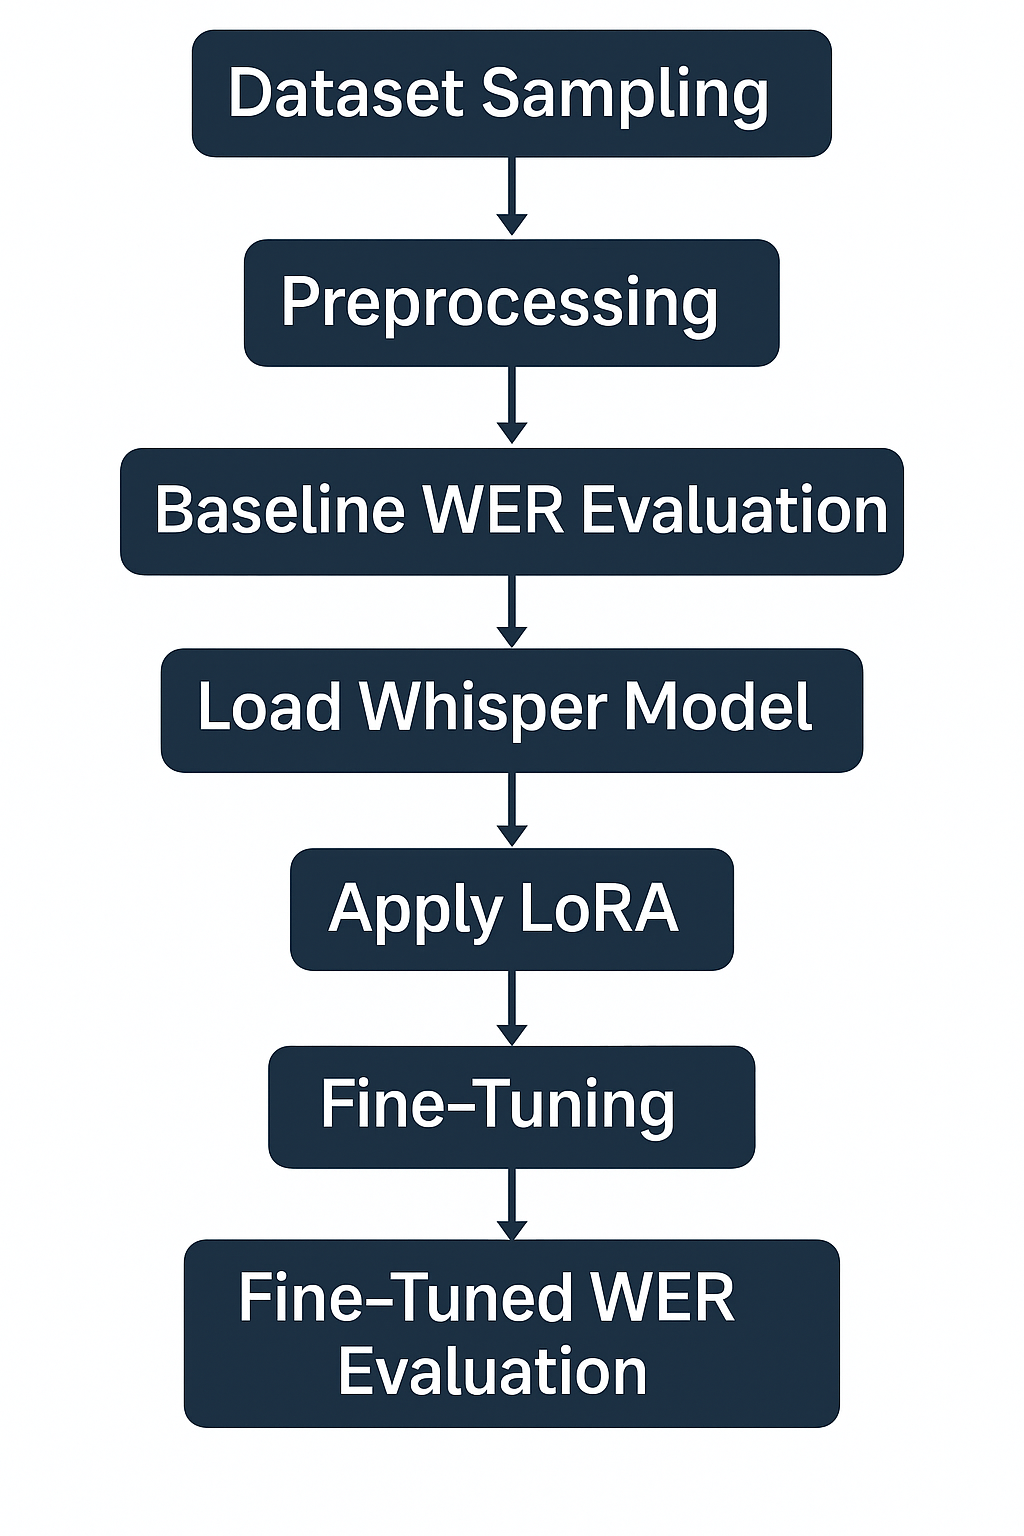 Dataset Sampling
Preprocessing
Baseline WER Evaluation
Load Whisper Model
Apply LoRA
Fine-Tuning
Fine-Tuned WER
Evaluation